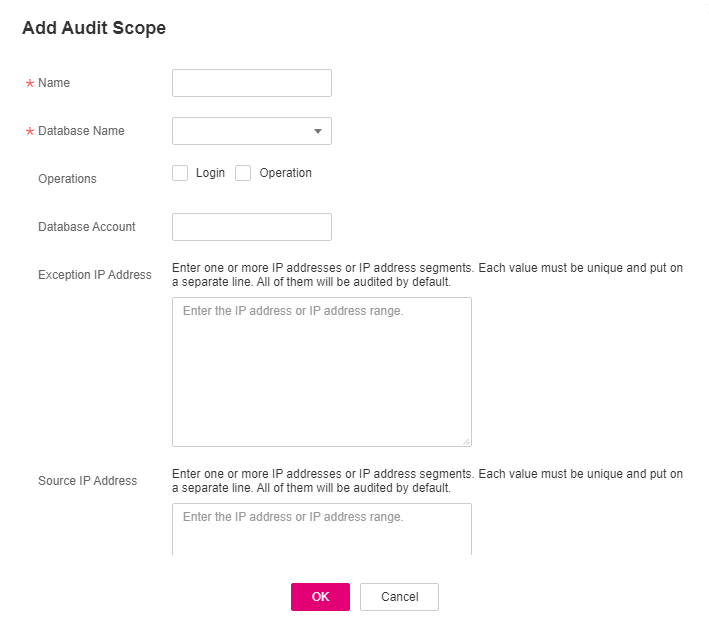 Add Audit Scope
* Name
* Database Name
Operations
Login Operation
Database Account
Exception IP Address
Enter one or more IP addresses or IP address segments. Each value must be unique and put on
a separate line. All of them will be audited by default.
Enter the IP address or IP address range.
Source IP Address
Enter one or more IP addresses or IP address segments. Each value must be unique and put on
a separate line. All of them will be audited by default.
Enter the IP address or IP address range.
OK Cancel